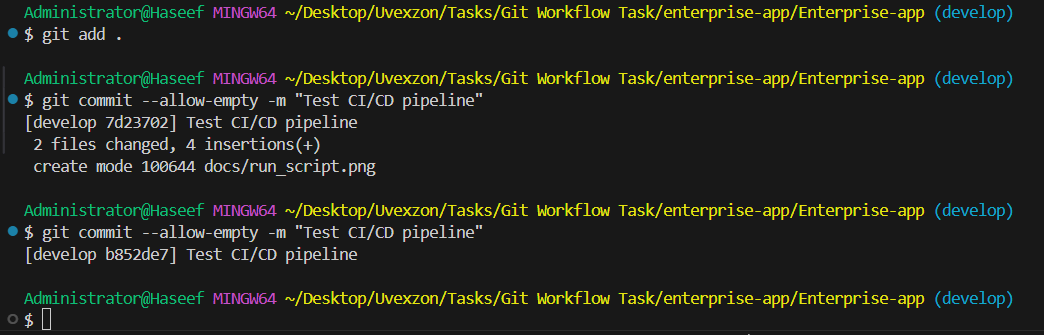 Administrator@Haseef MINGW64 ~/Desktop/Uvexzon/Tasks/Git Workflow Task/enterprise-app/Enterprise-app (develop)
$ git add .
Administrator@Haseef MINGW64 ~/Desktop/Uvexzon/Tasks/Git Workflow Task/enterprise-app/Enterprise-app (develop)
$ git commit --allow-empty -m "Test CI/CD pipeline"
[develop 7d23702] Test CI/CD pipeline
 2 files changed, 4 insertions(+)
 create mode 100644 docs/run_script.png
Administrator@Haseef MINGW64 ~/Desktop/Uvexzon/Tasks/Git Workflow Task/enterprise-app/Enterprise-app (develop)
$ git commit --allow-empty -m "Test CI/CD pipeline"
[develop b852de7] Test CI/CD pipeline
Administrator@Haseef MINGW64 ~/Desktop/Uvexzon/Tasks/Git Workflow Task/enterprise-app/Enterprise-app (develop)
$